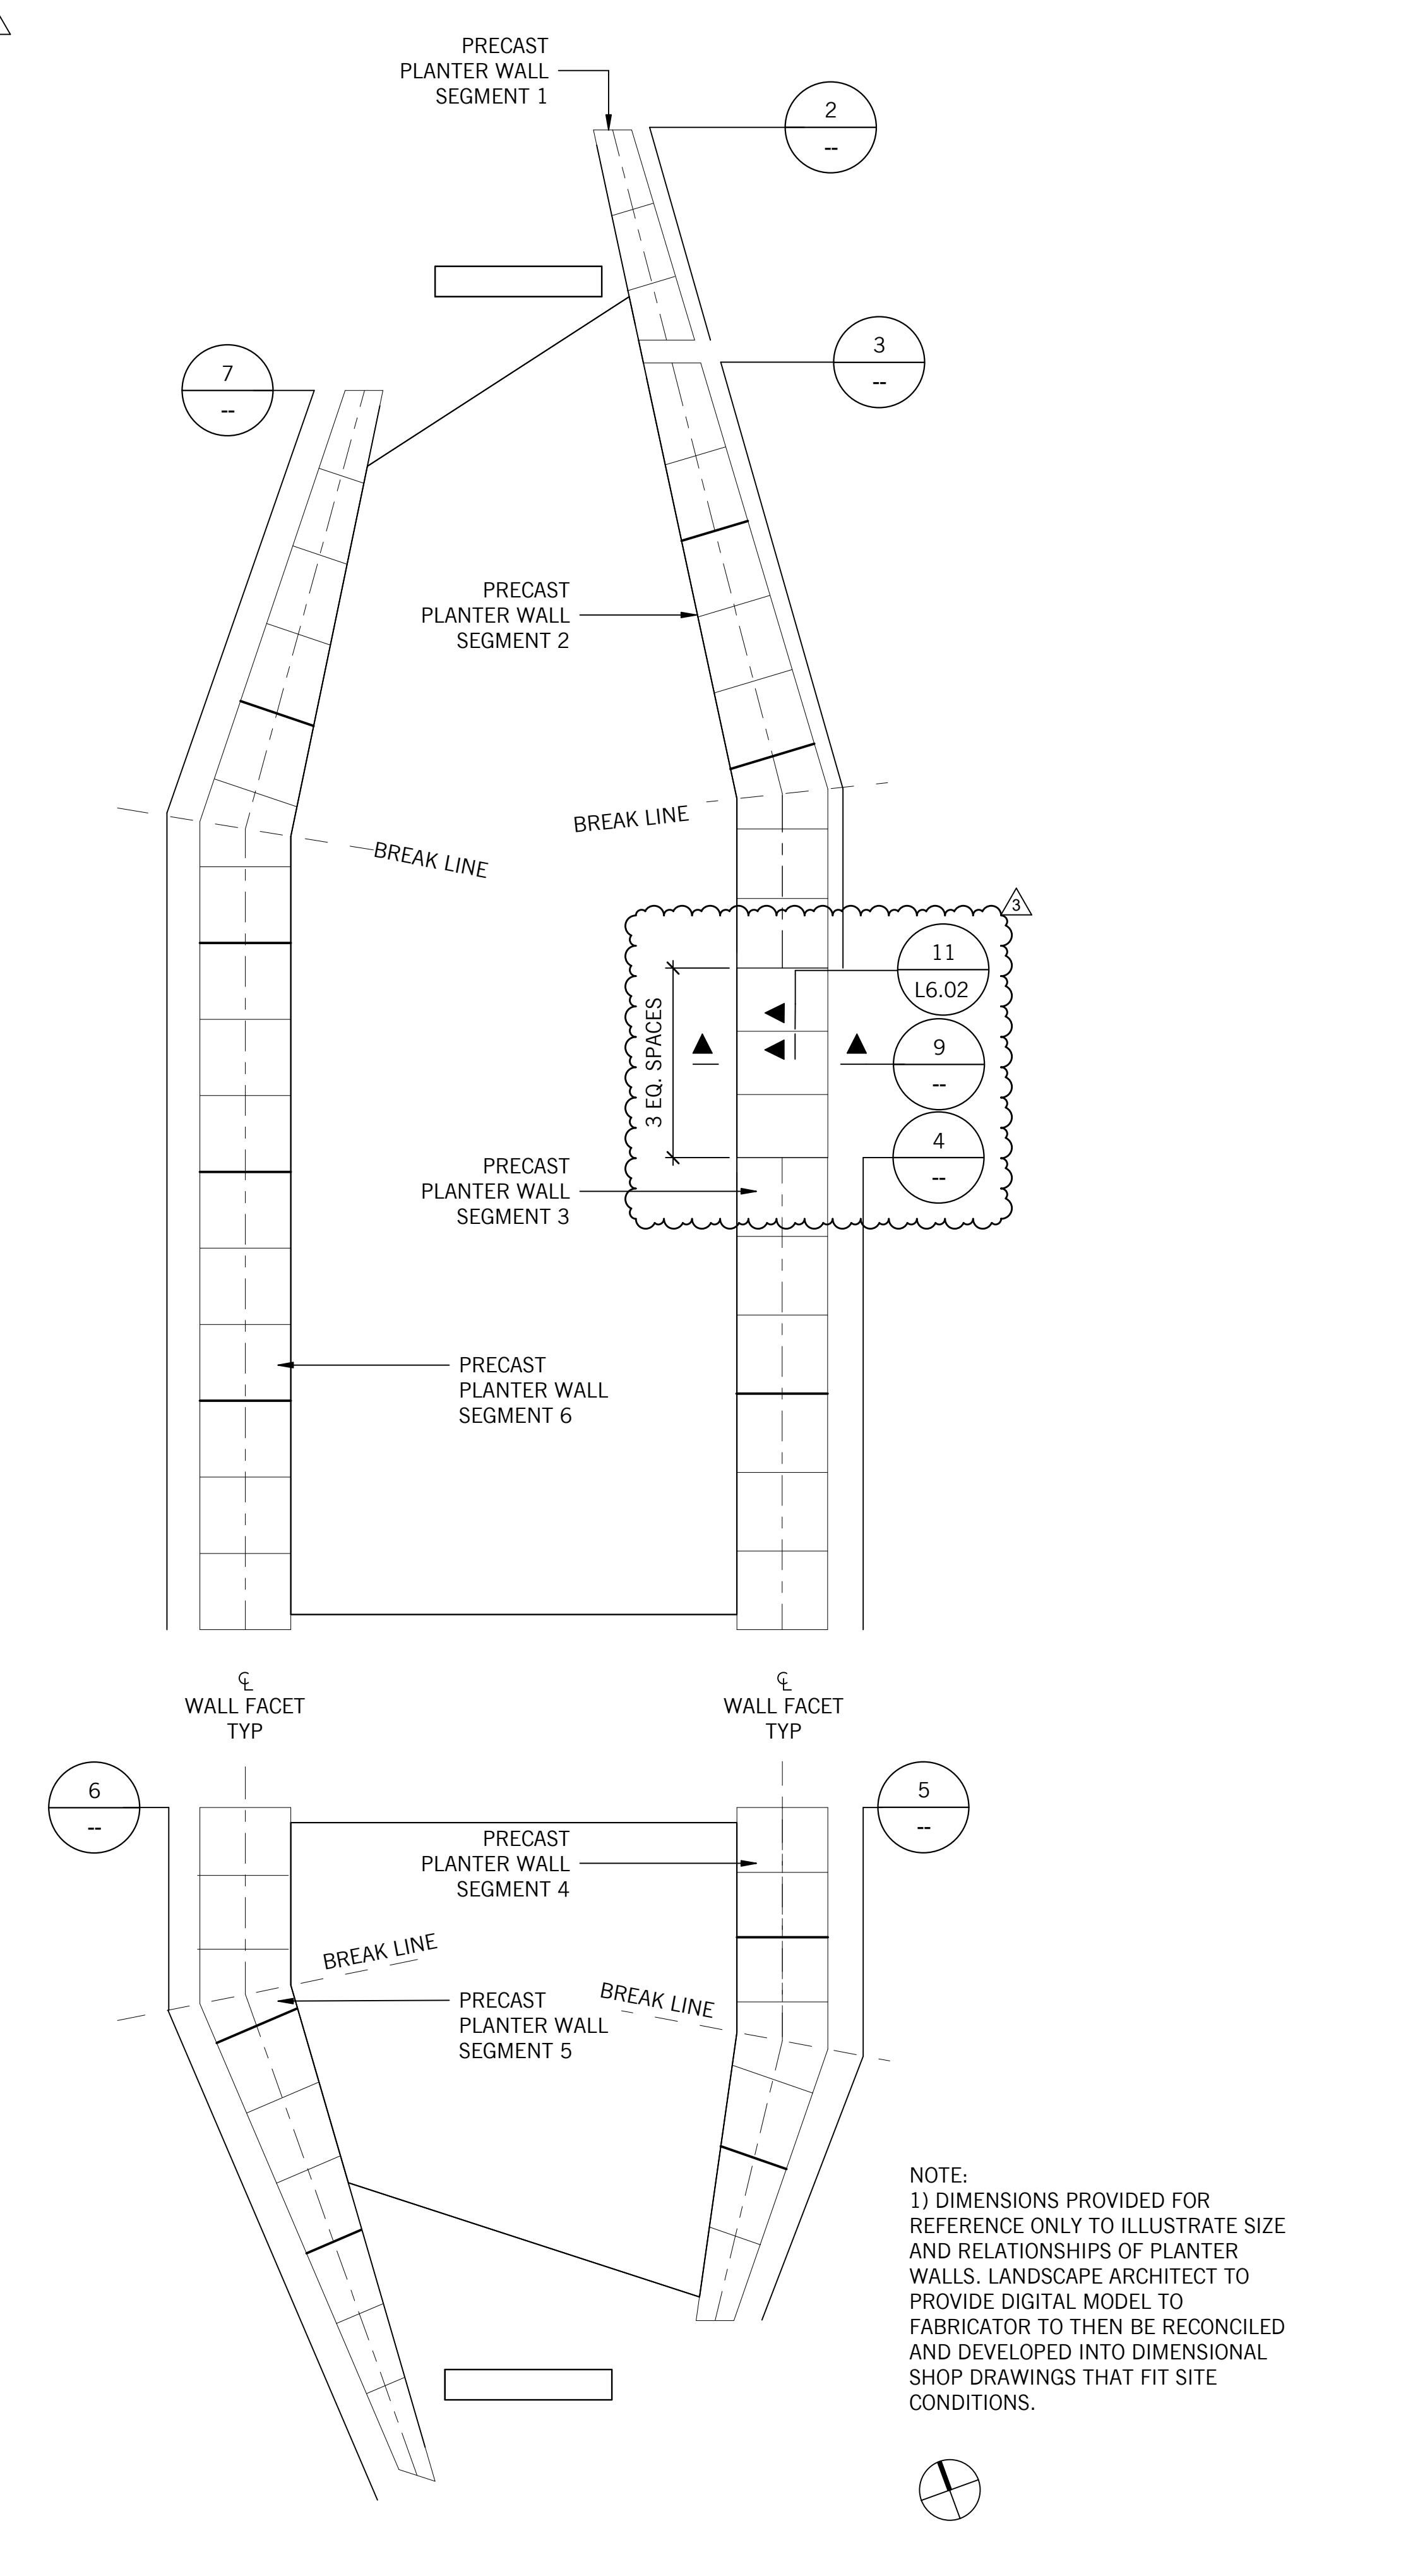 PRECAST
PLANTER WALL
SEGMENT 1
2
--
3
--
7
--
PRECAST
PLANTER WALL
SEGMENT 2
BREAK LINE
BREAK LINE
3
11
L6.02
3 EQ. SPACES
9
--
4
--
PRECAST
PLANTER WALL
SEGMENT 3
PRECAST
PLANTER WALL
SEGMENT 6
℄
WALL FACET
TYP
℄
WALL FACET
TYP
6
--
5
--
PRECAST
PLANTER WALL
SEGMENT 4
BREAK LINE
BREAK LINE
PRECAST
PLANTER WALL
SEGMENT 5
NOTE:
1) DIMENSIONS PROVIDED FOR
REFERENCE ONLY TO ILLUSTRATE SIZE
AND RELATIONSHIPS OF PLANTER
WALLS. LANDSCAPE ARCHITECT TO
PROVIDE DIGITAL MODEL TO
FABRICATOR TO THEN BE RECONCILED
AND DEVELOPED INTO DIMENSIONAL
SHOP DRAWINGS THAT FIT SITE
CONDITIONS.